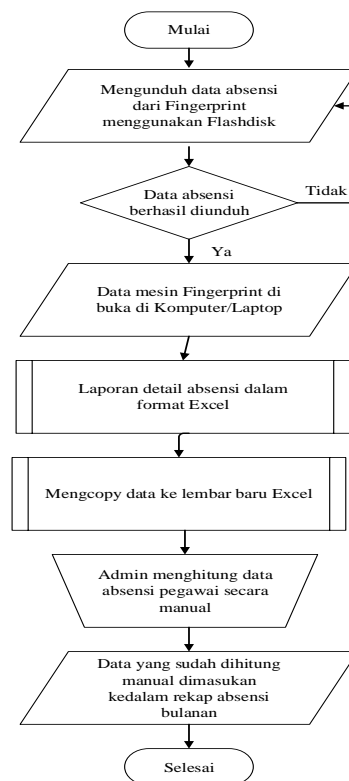 Mulai
Mengunduh data absensi
dari Fingerprint
menggunakan Flashdisk
Data absensi
berhasil diunduh
Tidak
Ya
Data mesin Fingerprint di
buka di Komputer/Laptop
Laporan detail absensi dalam
format Excel
Mengcopy data ke lembar baru Excel
Admin menghitung data
absensi pegawai secara
manual
Data yang sudah dihitung
manual dimasukan
kedalam rekap absensi
bulanan
Selesai